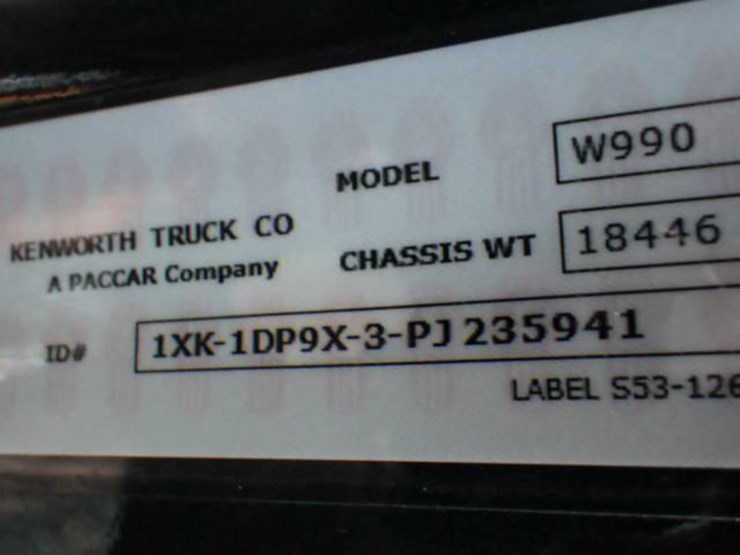 MODEL W990
KENWORTH TRUCK CO
A PACCAR Company
CHASSIS WT 18446
ID# 1XK-1DP9X-3-PJ235941
LABEL S53-126